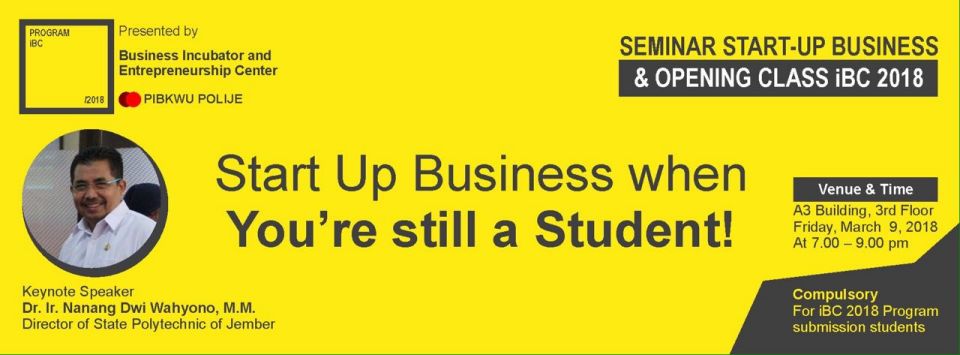 PROGRAM
iBC
/2018
Presented by
Business Incubator and
Entrepreneurship Center
PIBKWU POLIJE
SEMINAR START-UP BUSINESS
& OPENING CLASS iBC 2018
Start Up Business when
You're still a Student!
Keynote Speaker
Dr. Ir. Nanang Dwi Wahyono, M.M.
Director of State Polytechnic of Jember
Venue & Time
A3 Building, 3rd Floor
Friday, March 9, 2018
At 7.00 – 9.00 pm
Compulsory
For iBC 2018 Program
submission students